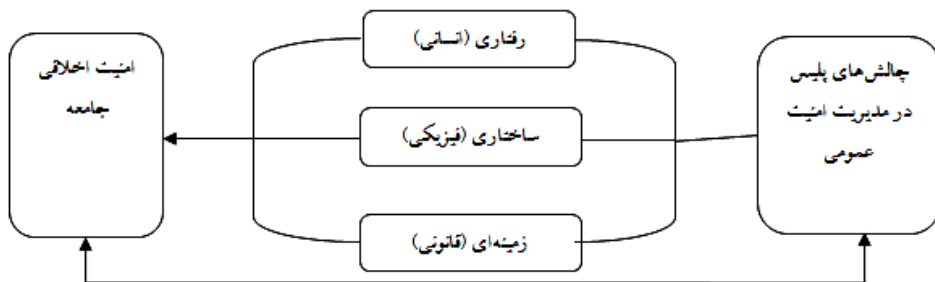 چالش‌های پلیس
در مدیریت امنیت
عمومی
رفتاری (انسانی)
ساختاری (فیزیکی)
زمینه‌ای (قانونی)
امنیت اخلاقی
جامعه